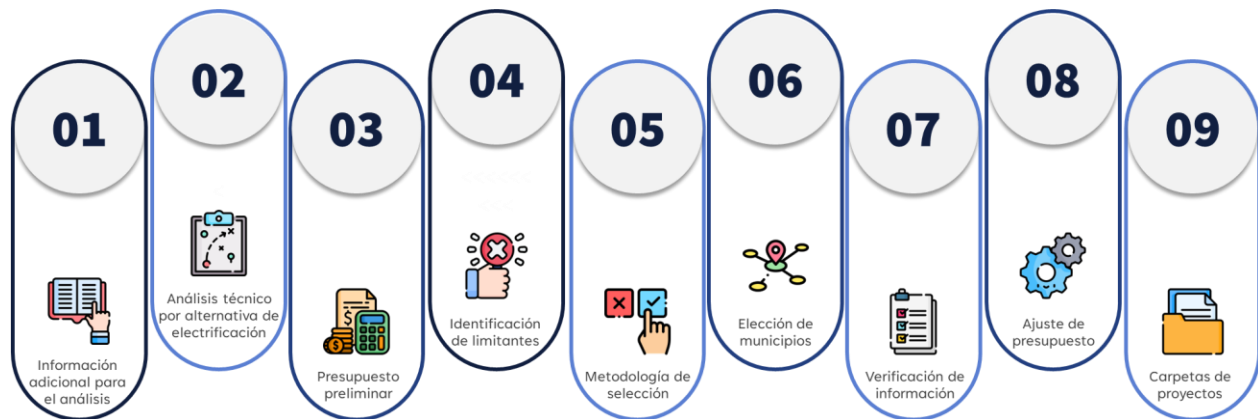 01
Información
adicional para
el análisis
02
Análisis técnico
por alternativa de
electrificación
03
Presupuesto
preliminar
04
Identificación
de limitantes
05
Metodología de
selección
06
Elección de
municipios
07
Verificación de
información
08
Ajuste de
presupuesto
09
Carpetas de
proyectos